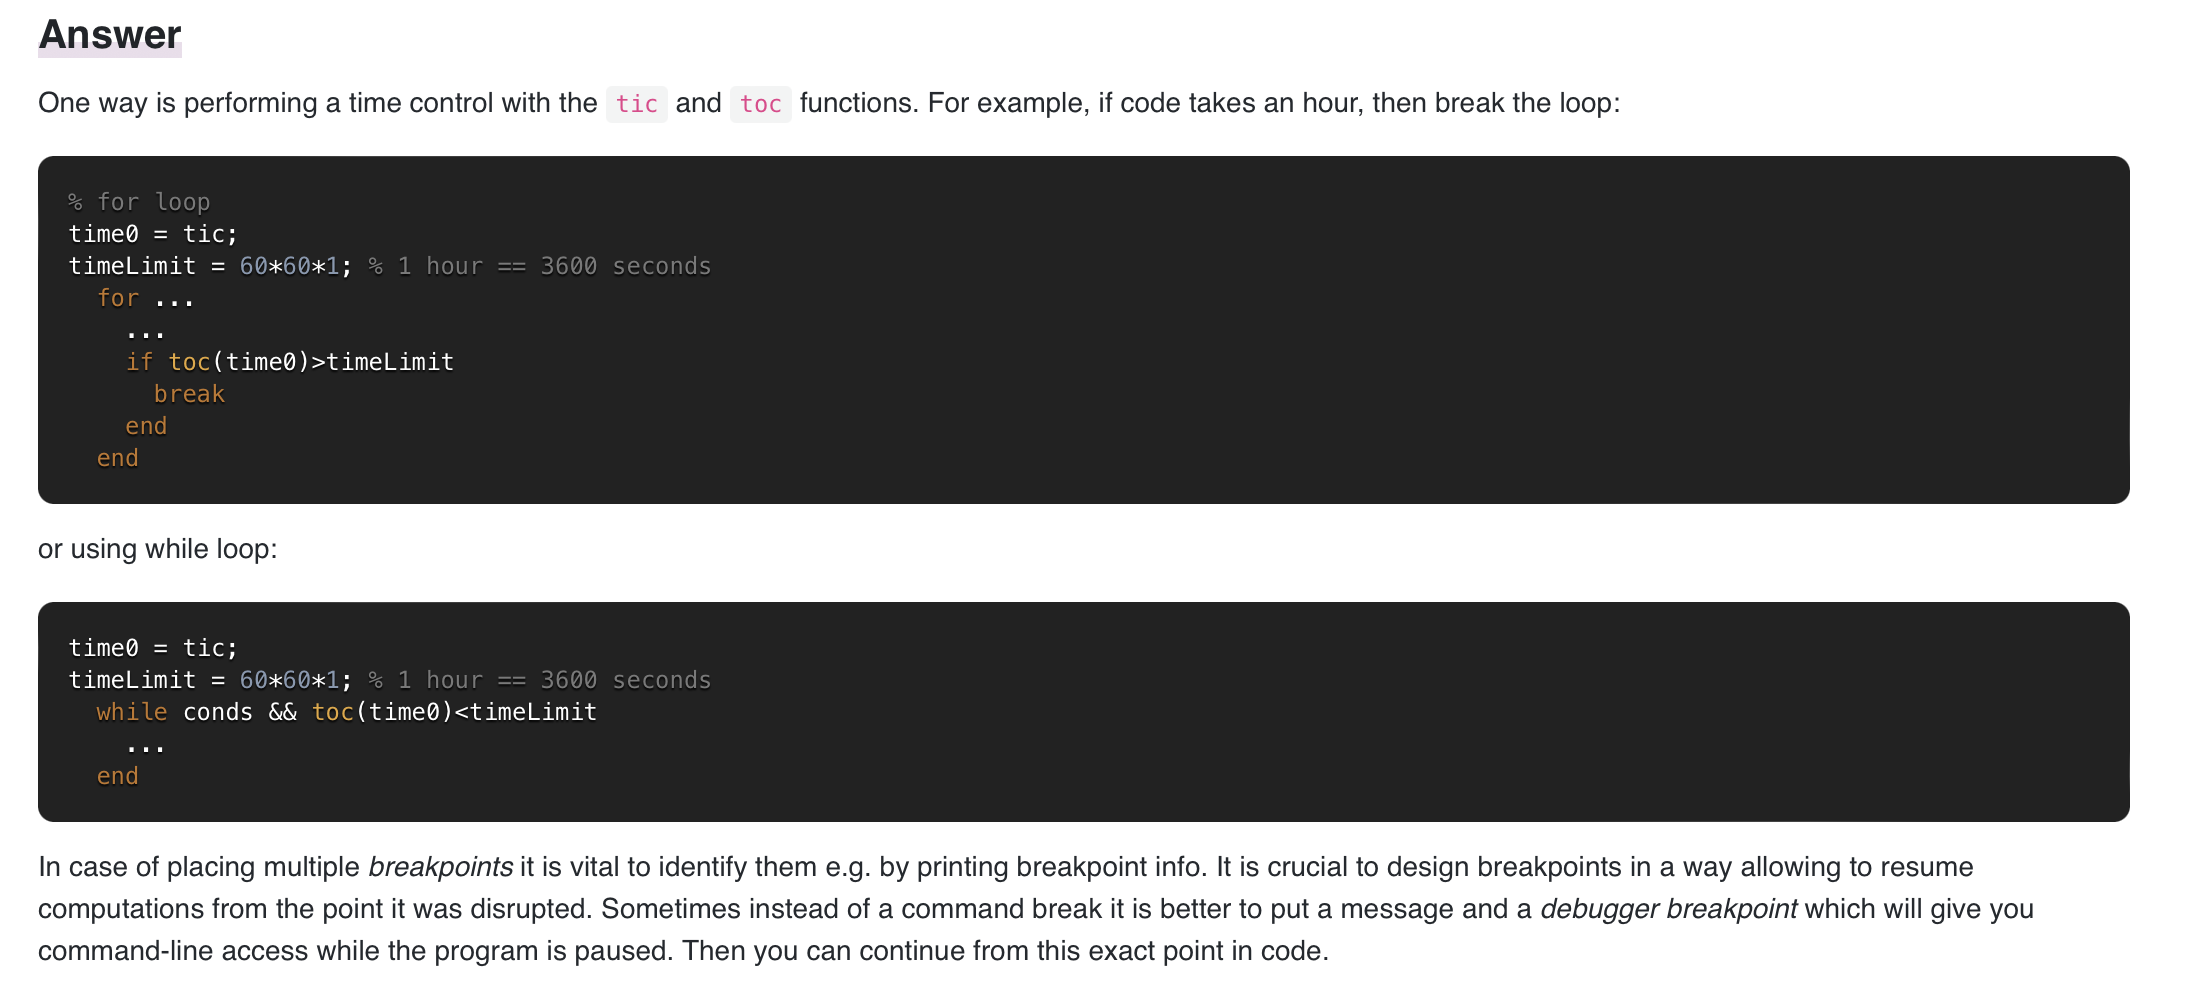 Answer
One way is performing a time control with the tic and toc functions. For example, if code takes an hour, then break the loop:
% for loop
time0 = tic;
timeLimit = 60*60*1; % 1 hour == 3600 seconds
for ...
...
if toc(time0)>timeLimit
break
end
end
or using while loop:
time0 = tic;
timeLimit = 60*60*1; % 1 hour == 3600 seconds
while conds && toc(time0)<timeLimit
...
end
In case of placing multiple breakpoints it is vital to identify them e.g. by printing breakpoint info. It is crucial to design breakpoints in a way allowing to resume
computations from the point it was disrupted. Sometimes instead of a command break it is better to put a message and a debugger breakpoint which will give you
command-line access while the program is paused. Then you can continue from this exact point in code.